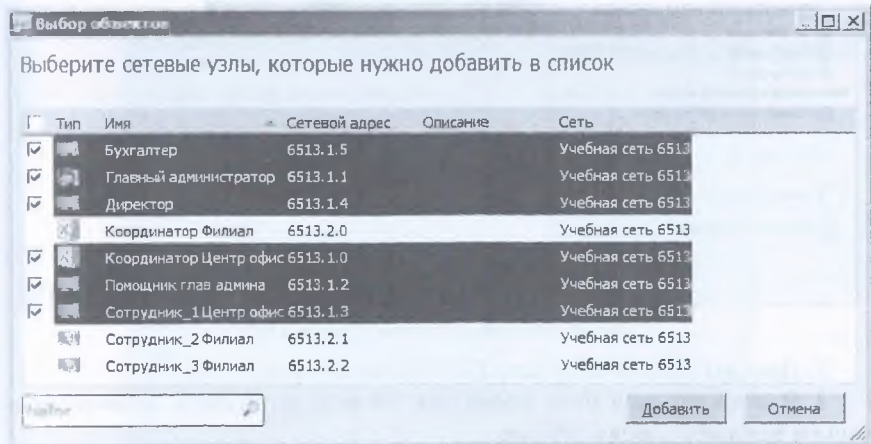 Выбор объектов
Выберите сетевые узлы, которые нужно добавить в список
Тип Имя Сетевой адрес Описание Сеть
Бухгалтер 6513.1.5 Учебная сеть 6513
Главный администратор 6513.1.1 Учебная сеть 6513
Директор 6513.1.4 Учебная сеть 6513
Координатор Филиал 6513.2.0 Учебная сеть 6513
Координатор Центр офис 6513.1.0 Учебная сеть 6513
Помощник глав админа 6513.1.2 Учебная сеть 6513
Сотрудник_1 Центр офис 6513.1.3 Учебная сеть 6513
Сотрудник_2 Филиал 6513.2.1 Учебная сеть 6513
Сотрудник_3 Филиал 6513.2.2 Учебная сеть 6513
Добавить Отмена